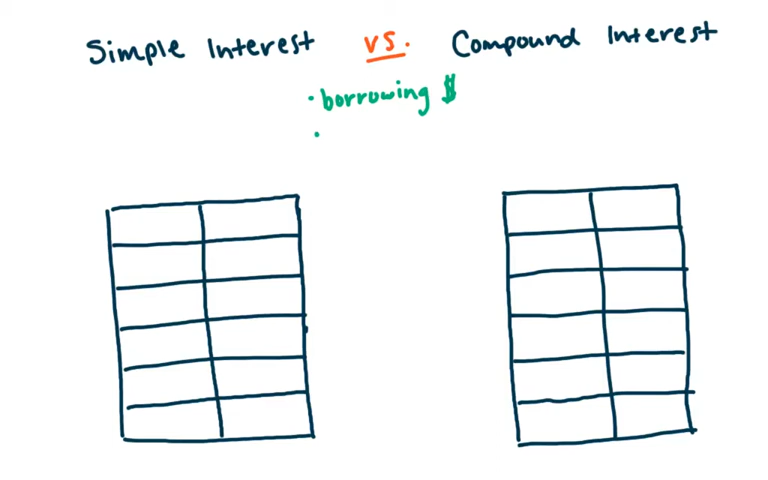 Simple Interest vs. Compound Interest
• borrowing $
•